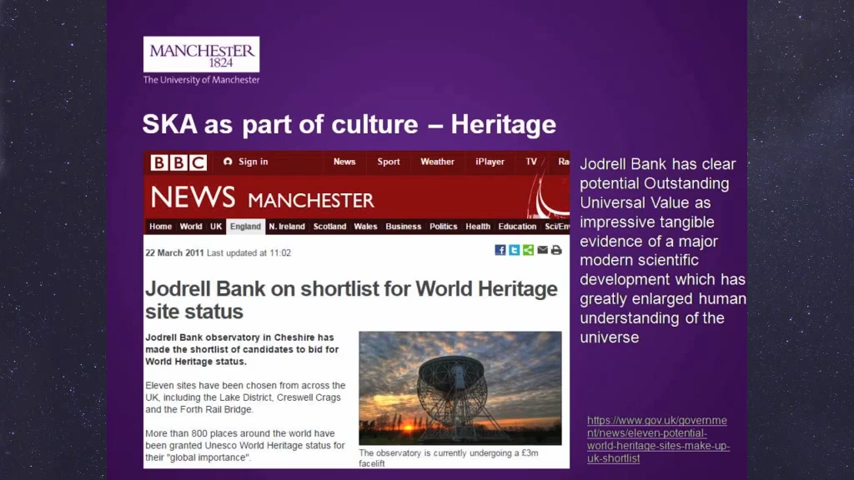 MANCHESTER
1824
The University of Manchester
SKA as part of culture – Heritage
BBC Sign in News Sport Weather iPlayer TV Ra
NEWS MANCHESTER
Home World UK England N. Ireland Scotland Wales Business Politics Health Education Sci/En
22 March 2011 Last updated at 11:02
Jodrell Bank on shortlist for World Heritage
site status
Jodrell Bank observatory in Cheshire has
made the shortlist of candidates to bid for
World Heritage status.
Eleven sites have been chosen from across the
UK, including the Lake District, Creswell Crags
and the Forth Rail Bridge.
More than 800 places around the world have
been granted Unesco World Heritage status for
their "global importance".
The observatory is currently undergoing a £3m
facelift
Jodrell Bank has clear
potential Outstanding
Universal Value as
impressive tangible
evidence of a major
modern scientific
development which has
greatly enlarged human
understanding of the
universe
https://www.gov.uk/governme
nt/news/eleven-potential-
world-heritage-sites-make-up-
uk-shortlist